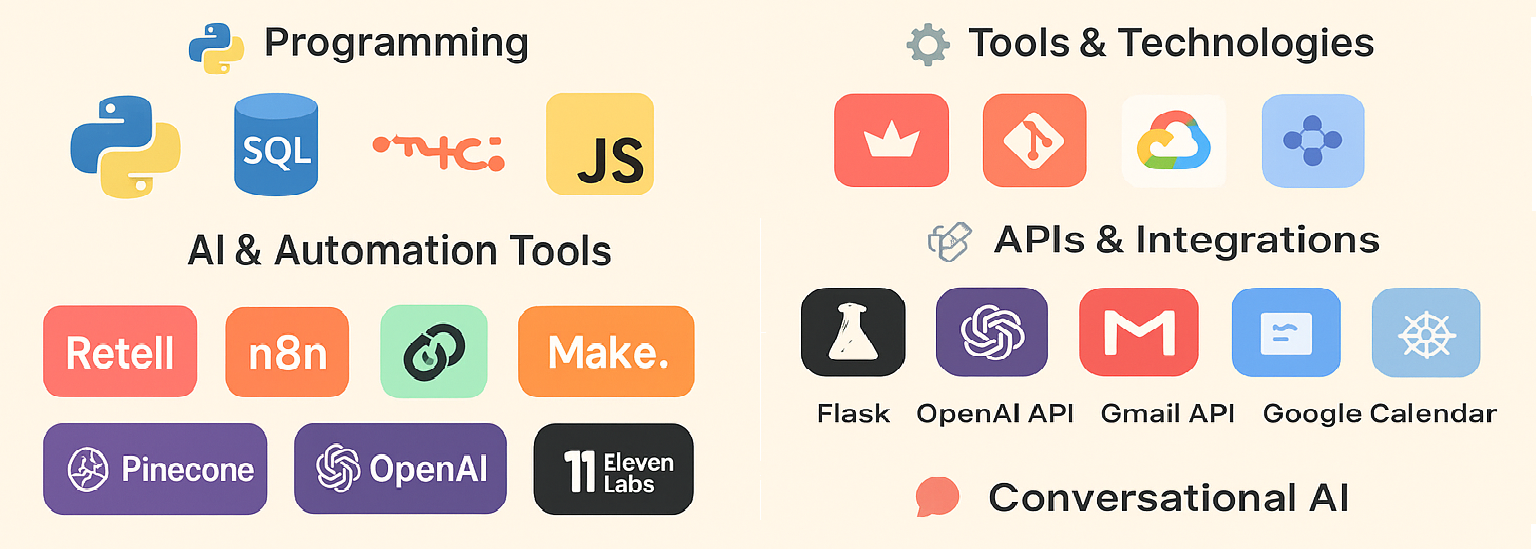 Programming
SQL
JS
AI & Automation Tools
Retell
n8n
Make.
Pinecone
OpenAI
11 Eleven
Labs
Tools & Technologies
APIs & Integrations
Flask
OpenAI API
Gmail API
Google Calendar
Conversational AI